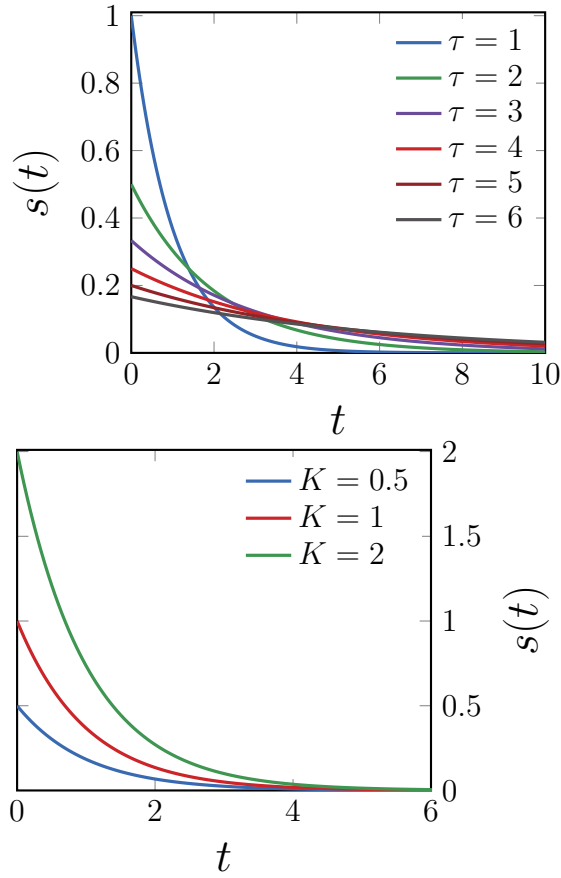 1
0.8
0.6
0.4
0.2
0
s(t)
τ = 1
τ = 2
τ = 3
τ = 4
τ = 5
τ = 6
0 2 4 6 8 10
t
K = 0.5
K = 1
K = 2
2
1.5
1
0.5
0
s(t)
0 2 4 6
t